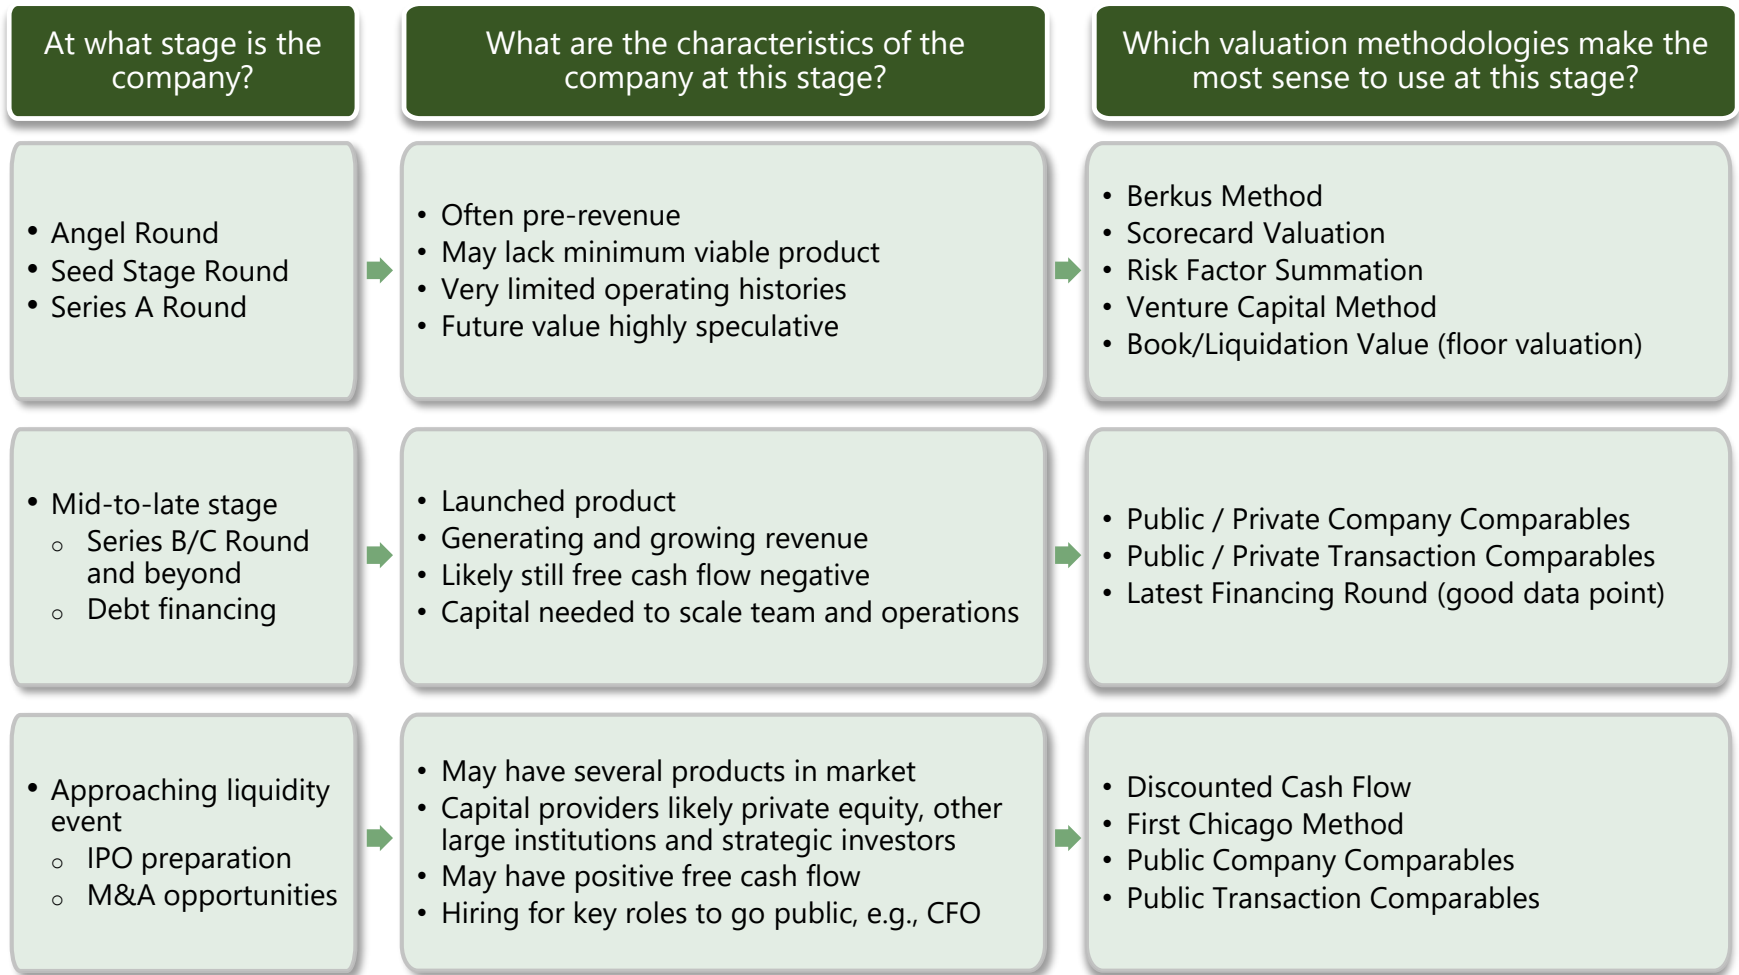 At what stage is the
company?
What are the characteristics of the
company at this stage?
Which valuation methodologies make the
most sense to use at this stage?
• Angel Round
• Seed Stage Round
• Series A Round
• Often pre-revenue
• May lack minimum viable product
• Very limited operating histories
• Future value highly speculative
• Berkus Method
• Scorecard Valuation
• Risk Factor Summation
• Venture Capital Method
• Book/Liquidation Value (floor valuation)
• Mid-to-late stage
o Series B/C Round
and beyond
o Debt financing
• Launched product
• Generating and growing revenue
• Likely still free cash flow negative
• Capital needed to scale team and operations
• Public / Private Company Comparables
• Public / Private Transaction Comparables
• Latest Financing Round (good data point)
• Approaching liquidity
event
o IPO preparation
o M&A opportunities
• May have several products in market
• Capital providers likely private equity, other
large institutions and strategic investors
• May have positive free cash flow
• Hiring for key roles to go public, e.g., CFO
• Discounted Cash Flow
• First Chicago Method
• Public Company Comparables
• Public Transaction Comparables